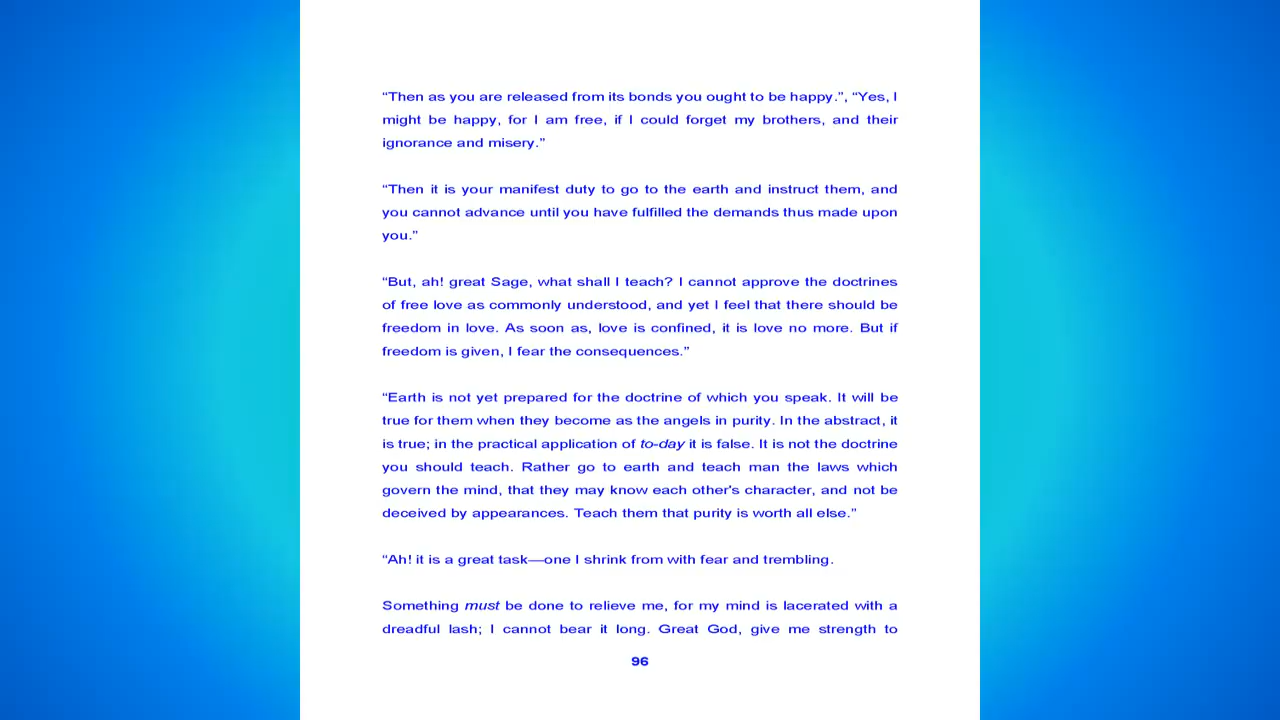 “Then as you are released from its bonds you ought to be happy.”, “Yes, I
might be happy, for I am free, if I could forget my brothers, and their
ignorance and misery.”
“Then it is your manifest duty to go to the earth and instruct them, and
you cannot advance until you have fulfilled the demands thus made upon
you.”
“But, ah! great Sage, what shall I teach? I cannot approve the doctrines
of free love as commonly understood, and yet I feel that there should be
freedom in love. As soon as, love is confined, it is love no more. But if
freedom is given, I fear the consequences.”
“Earth is not yet prepared for the doctrine of which you speak. It will be
true for them when they become as the angels in purity. In the abstract, it
is true; in the practical application of to-day it is false. It is not the doctrine
you should teach. Rather go to earth and teach man the laws which
govern the mind, that they may know each other's character, and not be
deceived by appearances. Teach them that purity is worth all else.”
“Ah! it is a great task—one I shrink from with fear and trembling.
Something must be done to relieve me, for my mind is lacerated with a
dreadful lash; I cannot bear it long. Great God, give me strength to
96